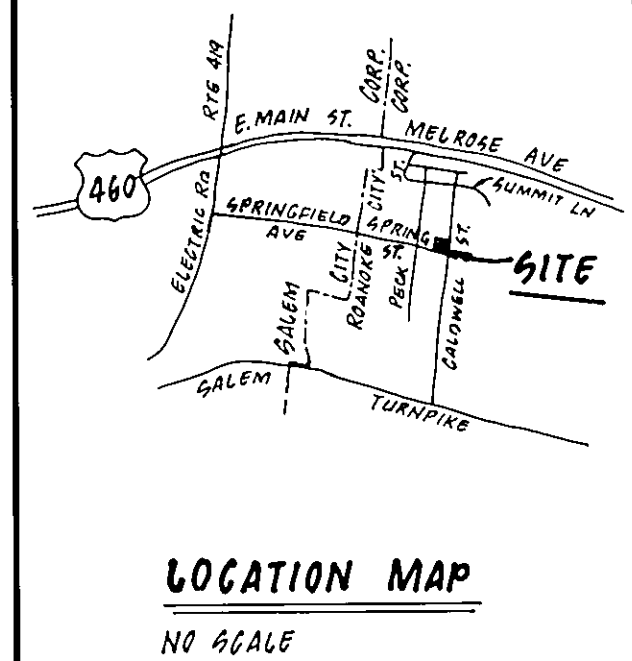 RTE 419
CORP.
CORP.
E. MAIN ST.
MELROSE AVE
460
ELECTRIC RD
SPRINGFIELD
AVE
CITY
ST.
SUMMIT LN
SPRING
ST.
ST.
SITE
CITY
ROANOKE
PECK
CALDWELL
SALEM
SALEM
TURNPIKE
LOCATION MAP
NO SCALE